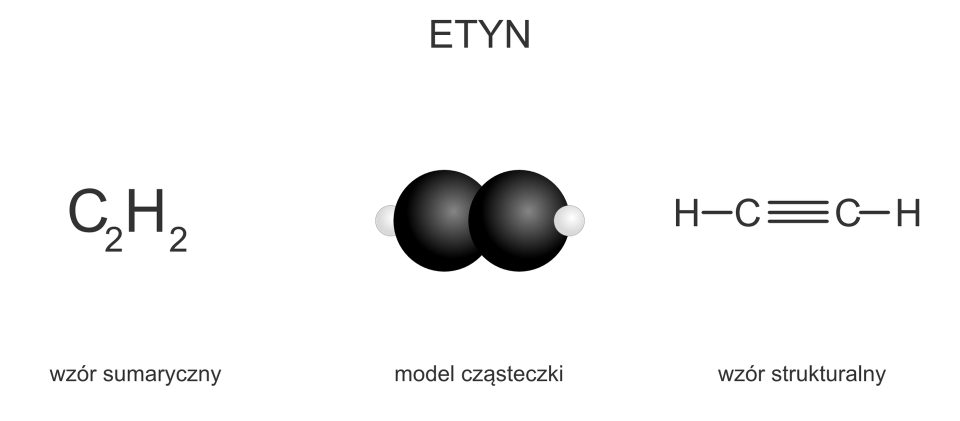 ETYN
C₂H₂
H—C≡C—H
wzór sumaryczny
model cząsteczki
wzór strukturalny